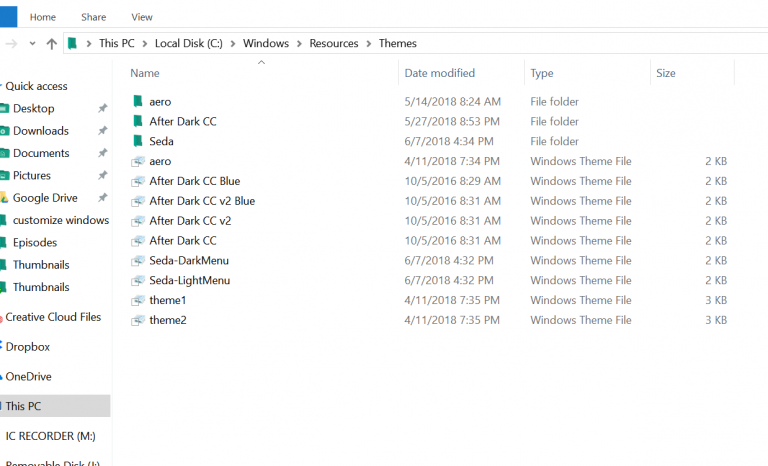 Home Share View
This PC Local Disk (C:) Windows Resources Themes
Name Date modified Type Size
Quick access
Desktop
Downloads
Documents
Pictures
Google Drive
customize windows
Episodes
Thumbnails
Thumbnails
Creative Cloud Files
Dropbox
OneDrive
This PC
IC RECORDER (M:)
Removable Disk (I:)
aero 5/14/2018 8:24 AM File folder
After Dark CC 5/27/2018 8:53 PM File folder
Seda 6/7/2018 4:34 PM File folder
aero 4/11/2018 7:34 PM Windows Theme File 2 KB
After Dark CC Blue 10/5/2016 8:29 AM Windows Theme File 2 KB
After Dark CC v2 Blue 10/5/2016 8:31 AM Windows Theme File 2 KB
After Dark CC v2 10/5/2016 8:31 AM Windows Theme File 2 KB
After Dark CC 10/5/2016 8:31 AM Windows Theme File 2 KB
Seda-DarkMenu 6/7/2018 4:32 PM Windows Theme File 2 KB
Seda-LightMenu 6/7/2018 4:32 PM Windows Theme File 2 KB
theme1 4/11/2018 7:35 PM Windows Theme File 3 KB
theme2 4/11/2018 7:35 PM Windows Theme File 3 KB